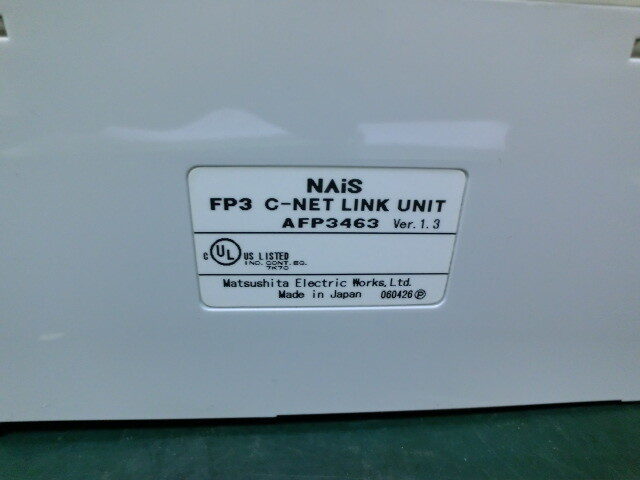 NAiS
FP3 C-NET LINK UNIT
AFP3463 Ver. 1.3
C UL US LISTED
IND. CONT. EQ.
7K70
Matsushita Electric Works, Ltd.
Made in Japan 060426 Ⓟ